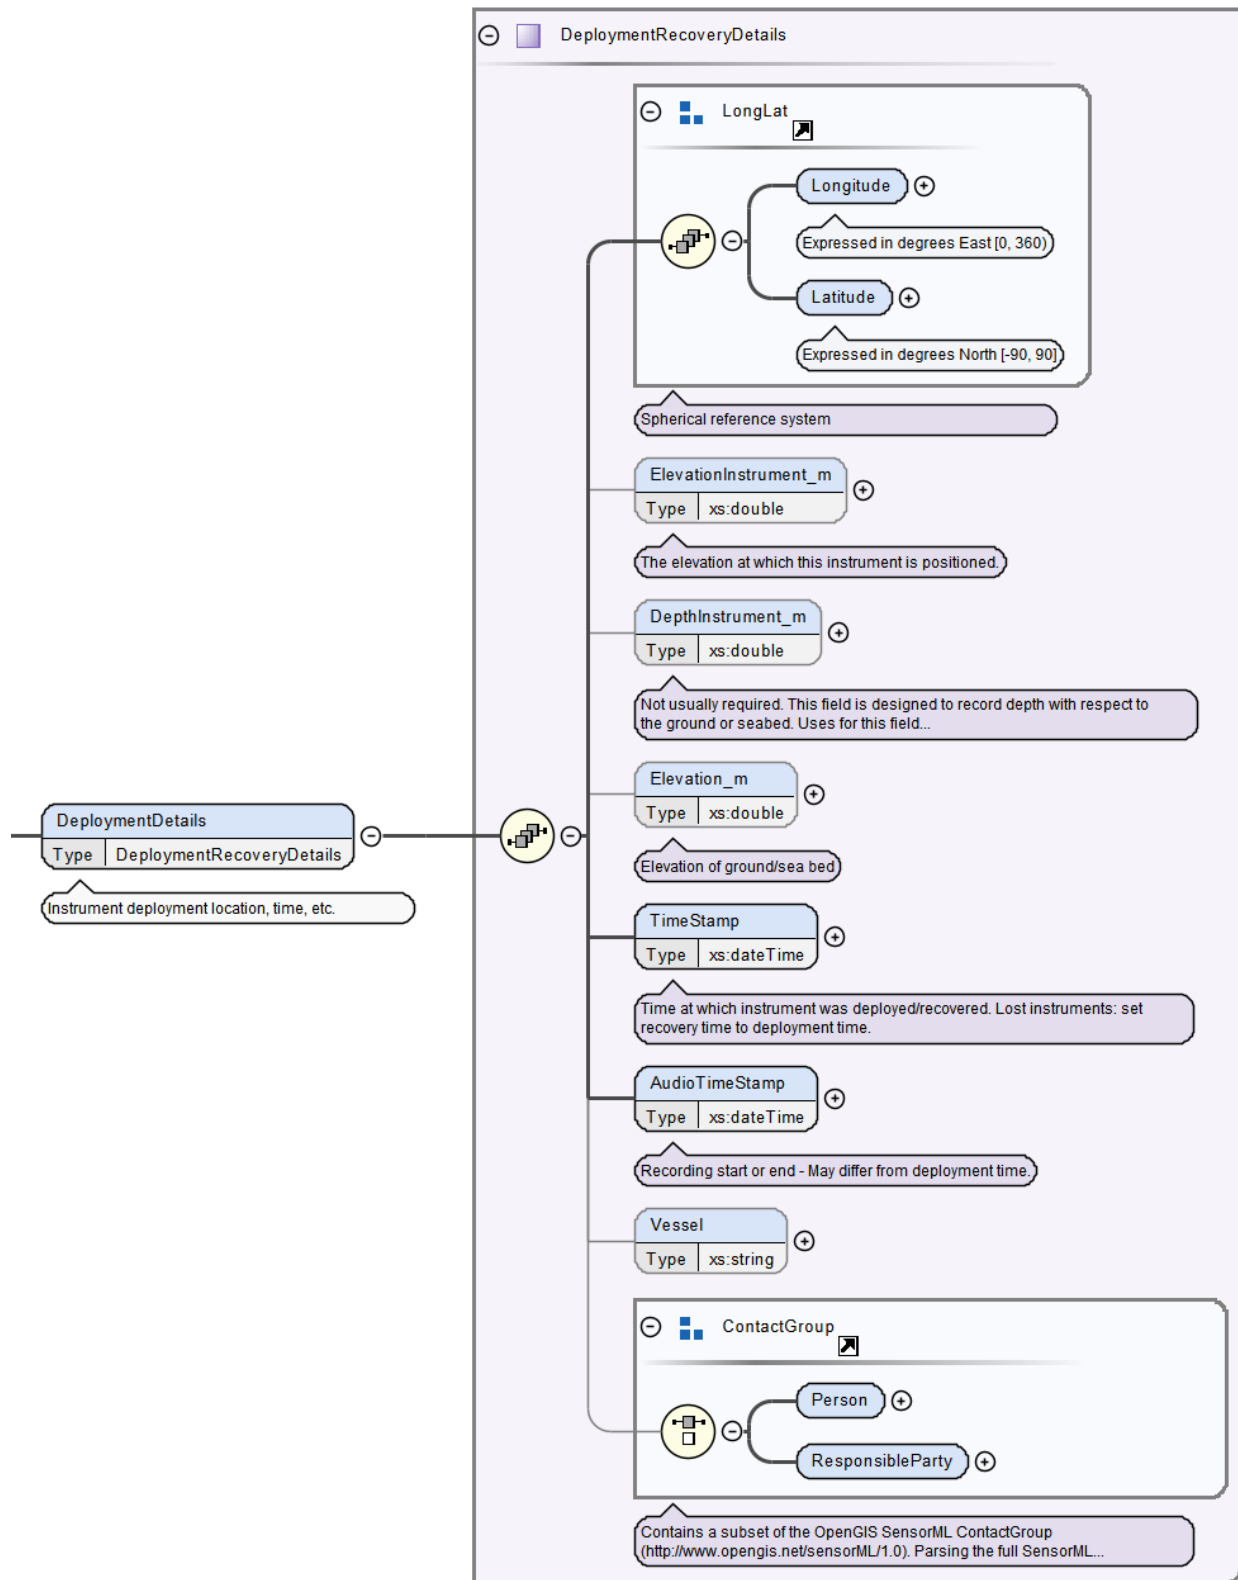 DeploymentRecoveryDetails
LongLat
Longitude
Expressed in degrees East [0, 360)
Latitude
Expressed in degrees North [-90, 90]
Spherical reference system
ElevationInstrument_m
Type xs:double
The elevation at which this instrument is positioned.
DepthInstrument_m
Type xs:double
Not usually required. This field is designed to record depth with respect to
the ground or seabed. Uses for this field...
Elevation_m
Type xs:double
Elevation of ground/sea bed
DeploymentDetails
Type DeploymentRecoveryDetails
Instrument deployment location, time, etc.
TimeStamp
Type xs:dateTime
Time at which instrument was deployed/recovered. Lost instruments: set
recovery time to deployment time.
AudioTimeStamp
Type xs:dateTime
Recording start or end - May differ from deployment time.
Vessel
Type xs:string
ContactGroup
Person
ResponsibleParty
Contains a subset of the OpenGIS SensorML ContactGroup
(http://www.opengis.net/sensorML/1.0). Parsing the full SensorML...